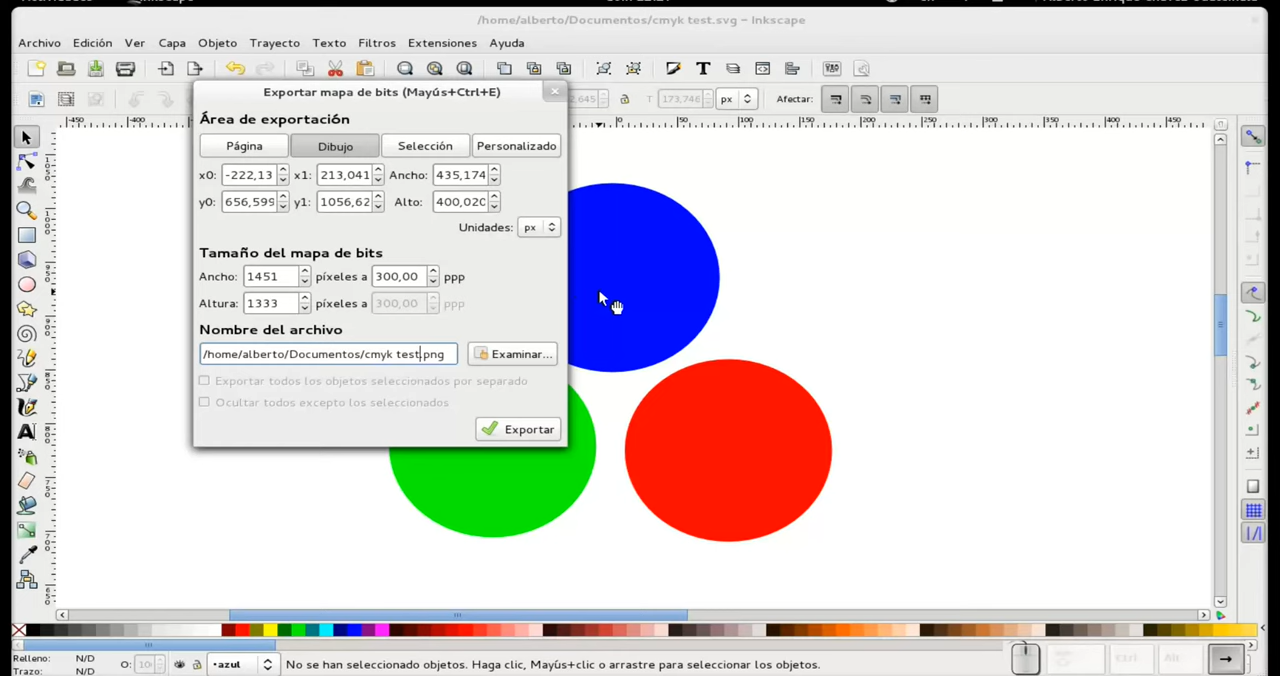 /home/alberto/Documentos/cmyk test.svg – Inkscape
Archivo Edición Ver Capa Objeto Trayecto Texto Filtros Extensiones Ayuda
Exportar mapa de bits (Mayús+Ctrl+E)
T 173,746 px Afectar:
Área de exportación
Página Dibujo Selección Personalizado
x0: -222,13 x1: 213,041 Ancho: 435,174
y0: 656,599 y1: 1056,62 Alto: 400,020
Unidades: px
Tamaño del mapa de bits
Ancho: 1451 píxeles a 300,00 ppp
Altura: 1333 píxeles a 300,00 ppp
Nombre del archivo
/home/alberto/Documentos/cmyk test.png Examinar...
Exportar todos los objetos seleccionados por separado
Ocultar todos excepto los seleccionados
Exportar
Relleno: N/D
Trazo: N/D
O: •azul No se han seleccionado objetos. Haga clic, Mayús+clic o arrastre para seleccionar los objetos.
Ctrl Alt